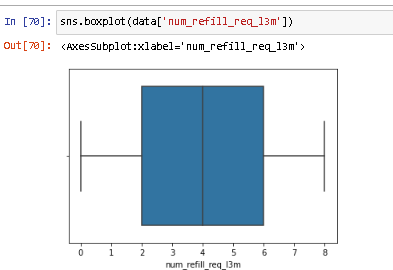 In [70]: sns.boxplot(data['num_refill_req_l3m'])
Out[70]: <AxesSubplot:xlabel='num_refill_req_l3m'>
0 1 2 3 4 5 6 7 8
num_refill_req_l3m